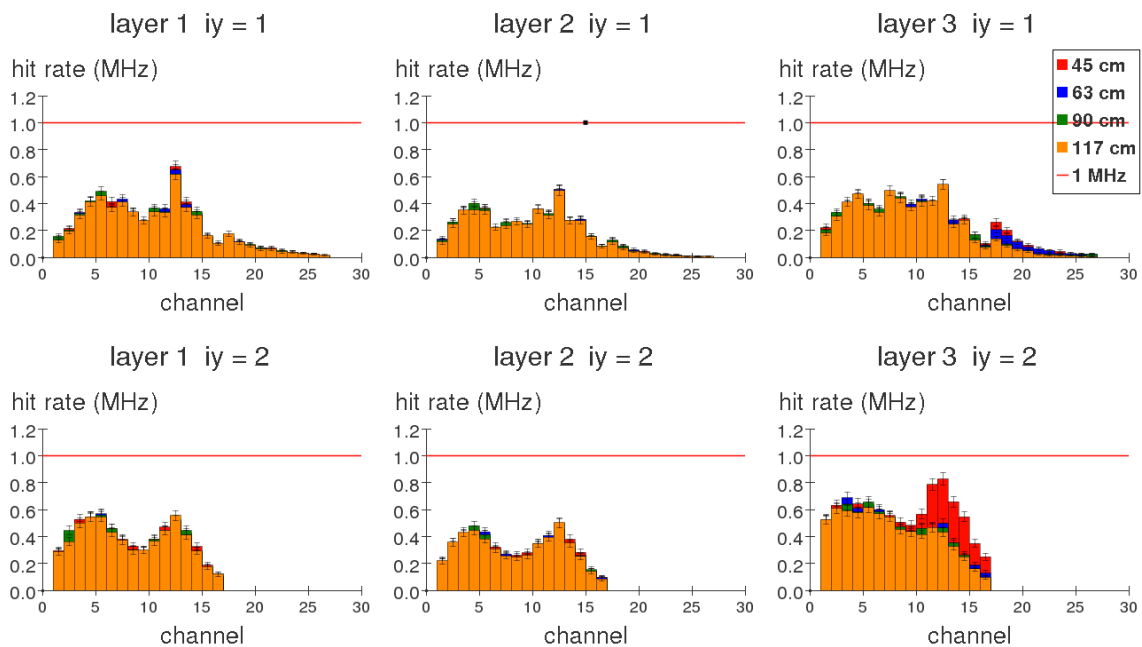 layer 1 iy = 1
hit rate (MHz)
1.2
1.0
0.8
0.6
0.4
0.2
0.0
0 5 10 15 20 25 30
channel
layer 2 iy = 1
hit rate (MHz)
1.2
1.0
0.8
0.6
0.4
0.2
0.0
0 5 10 15 20 25 30
channel
layer 3 iy = 1
hit rate (MHz)
1.2
1.0
0.8
0.6
0.4
0.2
0.0
0 5 10 15 20 25 30
channel
45 cm
63 cm
90 cm
117 cm
1 MHz
layer 1 iy = 2
hit rate (MHz)
1.2
1.0
0.8
0.6
0.4
0.2
0.0
0 5 10 15 20 25 30
channel
layer 2 iy = 2
hit rate (MHz)
1.2
1.0
0.8
0.6
0.4
0.2
0.0
0 5 10 15 20 25 30
channel
layer 3 iy = 2
hit rate (MHz)
1.2
1.0
0.8
0.6
0.4
0.2
0.0
0 5 10 15 20 25 30
channel